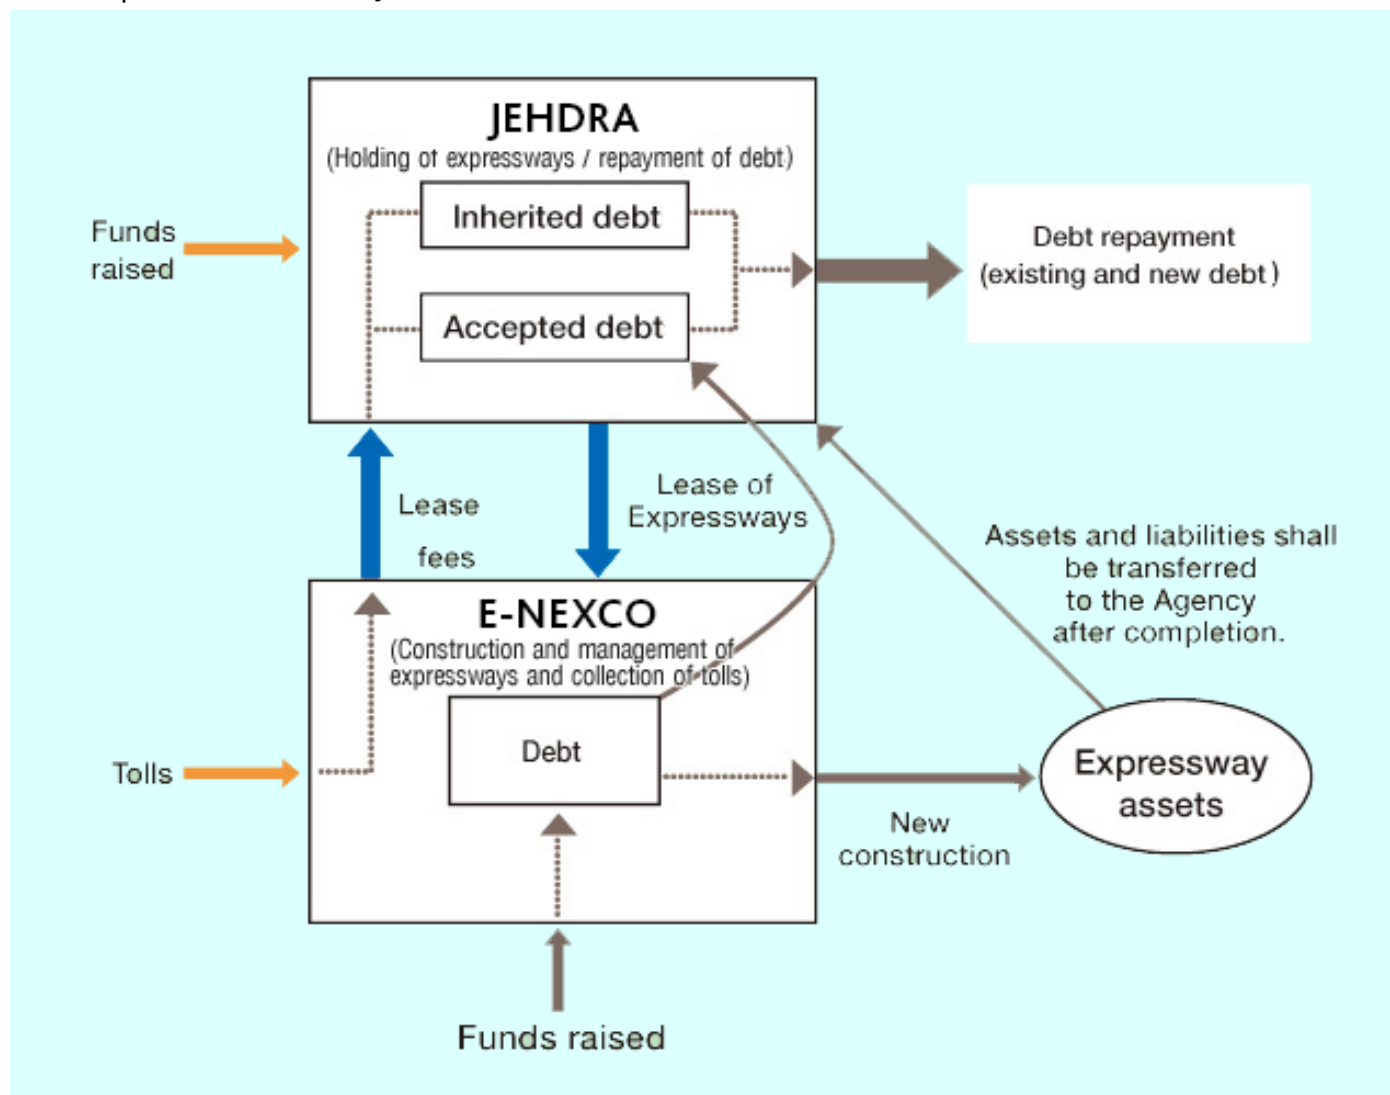 JEHDRA
(Holding of expressways / repayment of debt)
Inherited debt
Accepted debt
Funds
raised
Debt repayment
(existing and new debt)
Lease
fees
Lease of
Expressways
Assets and liabilities shall
be transferred
to the Agency
after completion.
E-NEXCO
(Construction and management of
expressways and collection of tolls)
Debt
Tolls
New
construction
Expressway
assets
Funds raised